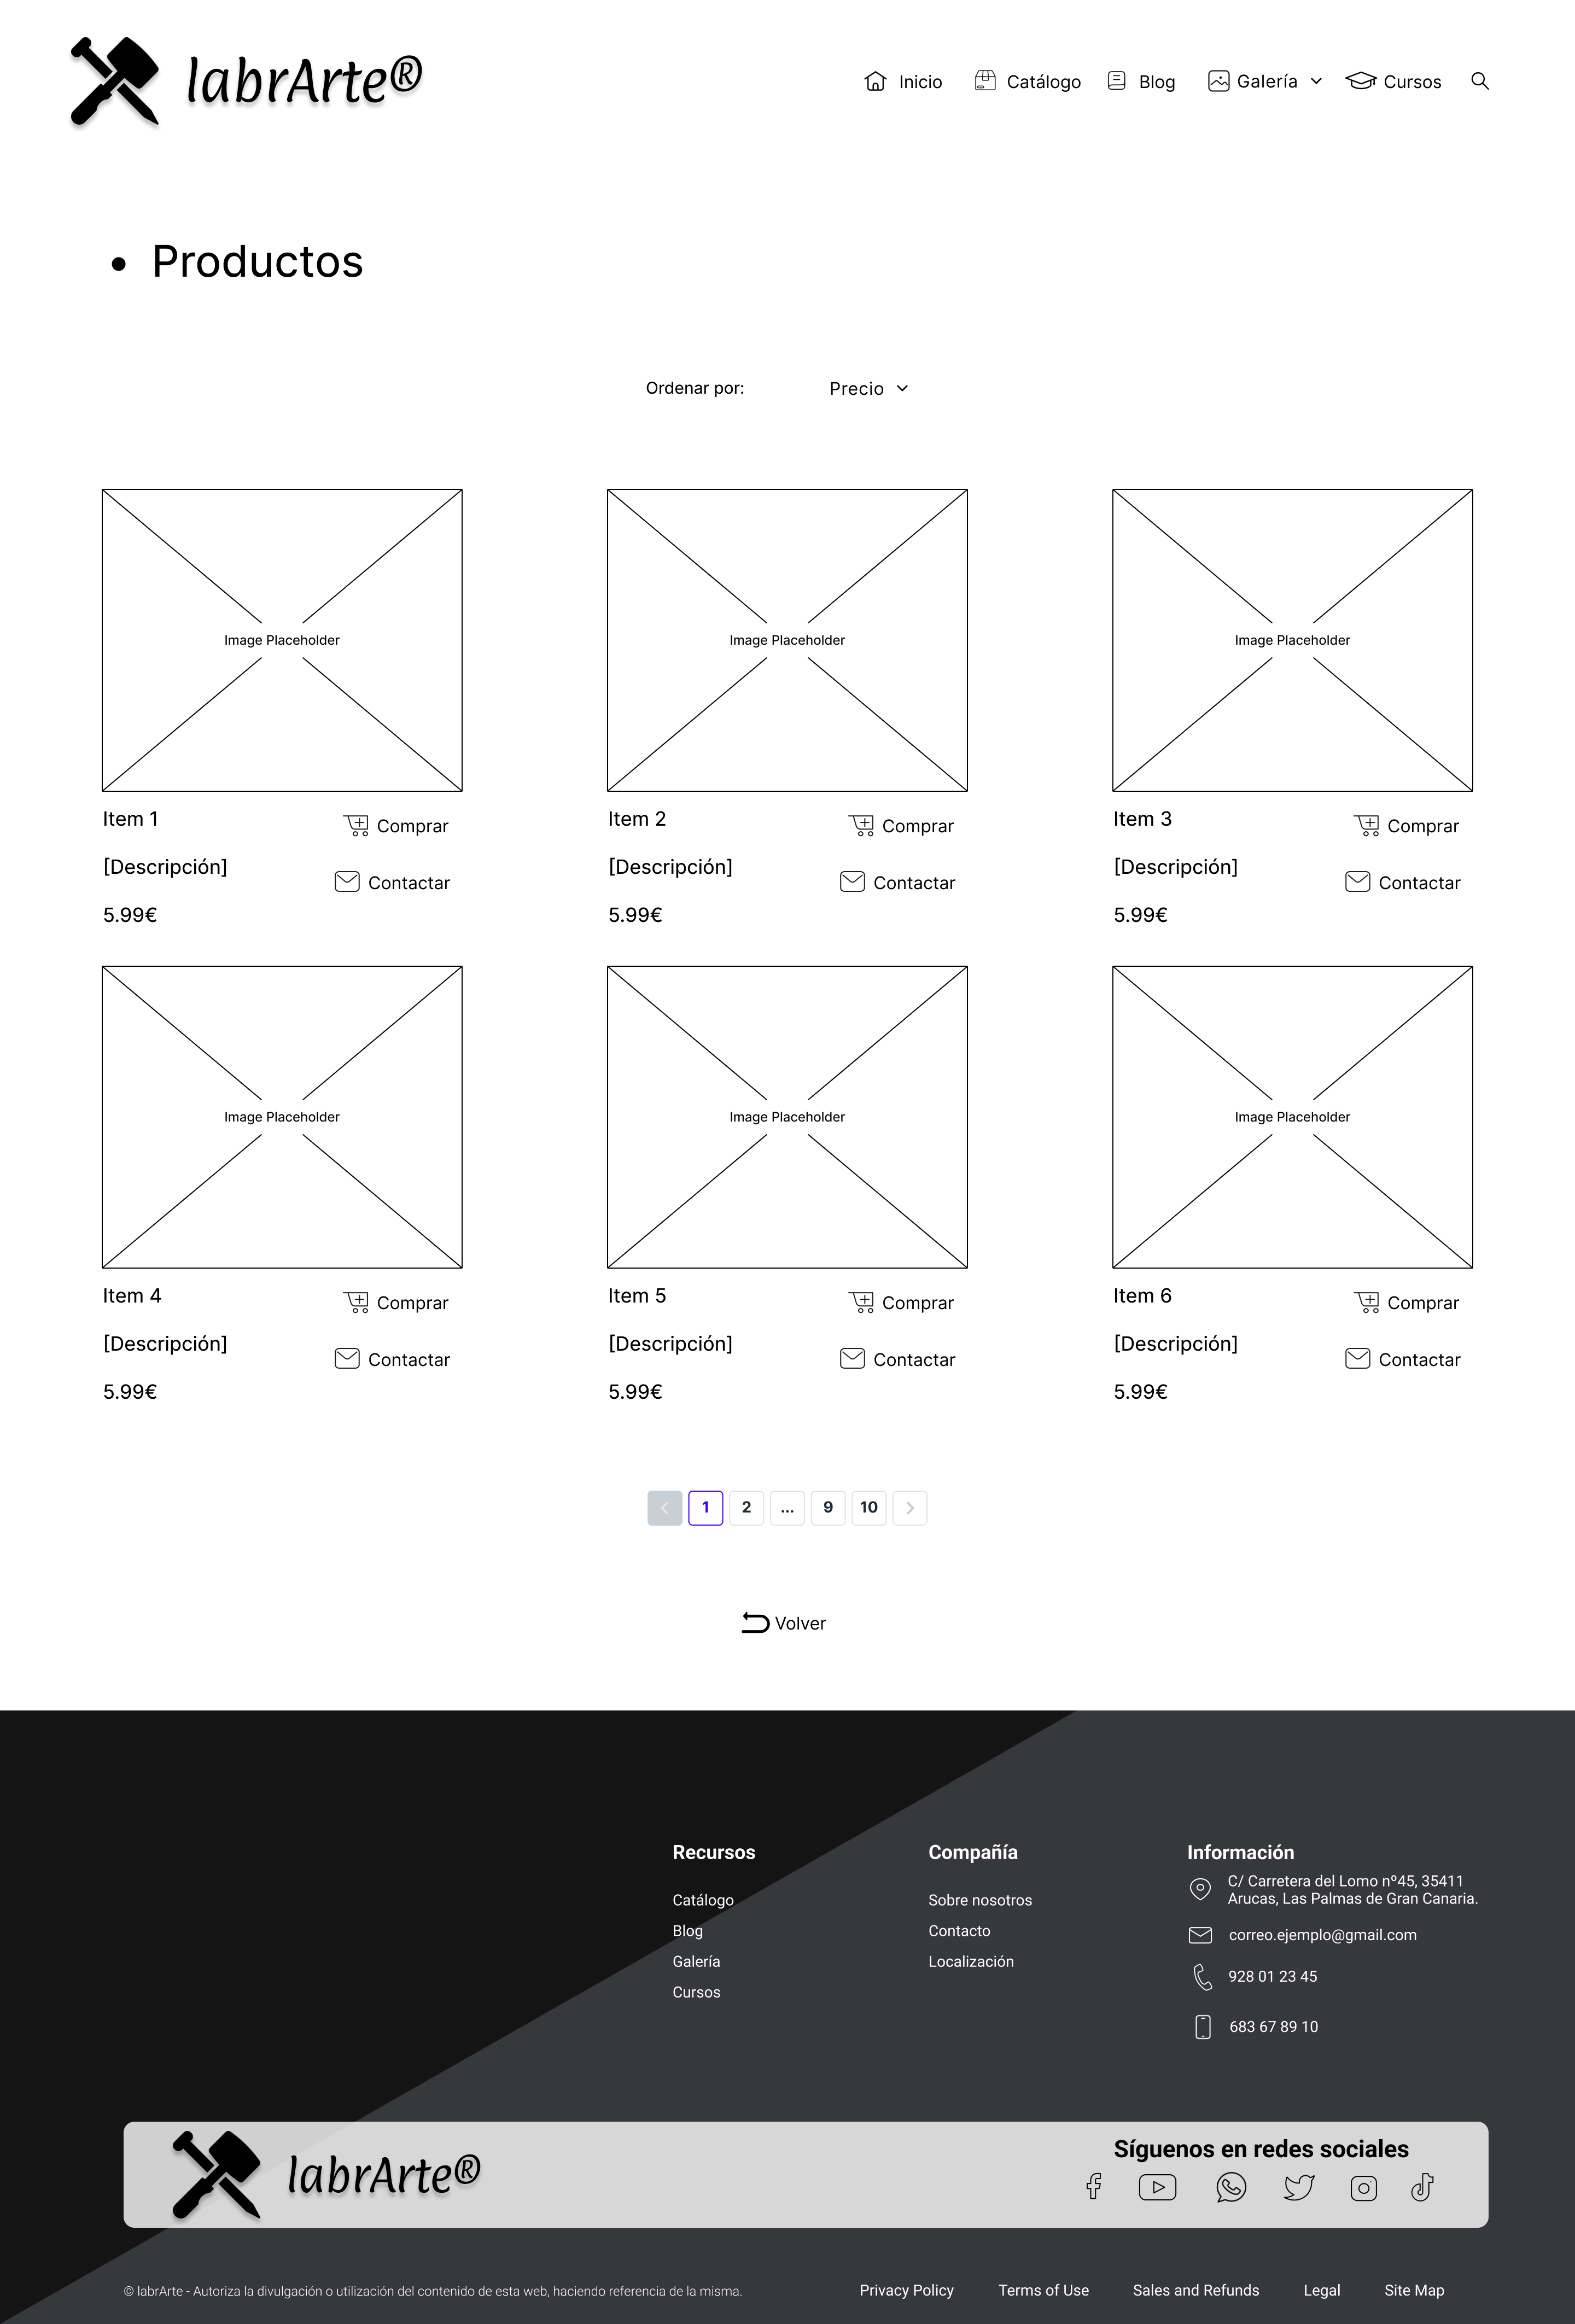 labrArte®
Inicio Catálogo Blog Galería Cursos
• Productos
Ordenar por: Precio
Image Placeholder Image Placeholder Image Placeholder
Item 1 Comprar Item 2 Comprar Item 3 Comprar
[Descripción] Contactar [Descripción] Contactar [Descripción] Contactar
5.99€ 5.99€ 5.99€
Image Placeholder Image Placeholder Image Placeholder
Item 4 Comprar Item 5 Comprar Item 6 Comprar
[Descripción] Contactar [Descripción] Contactar [Descripción] Contactar
5.99€ 5.99€ 5.99€
1 2 ... 9 10
Volver
Recursos
Catálogo
Blog
Galería
Cursos
Compañía
Sobre nosotros
Contacto
Localización
Información
C/ Carretera del Lomo nº45, 35411
Arucas, Las Palmas de Gran Canaria.
correo.ejemplo@gmail.com
928 01 23 45
683 67 89 10
labrArte®
Síguenos en redes sociales
© labrArte - Autoriza la divulgación o utilización del contenido de esta web, haciendo referencia de la misma.
Privacy Policy Terms of Use Sales and Refunds Legal Site Map